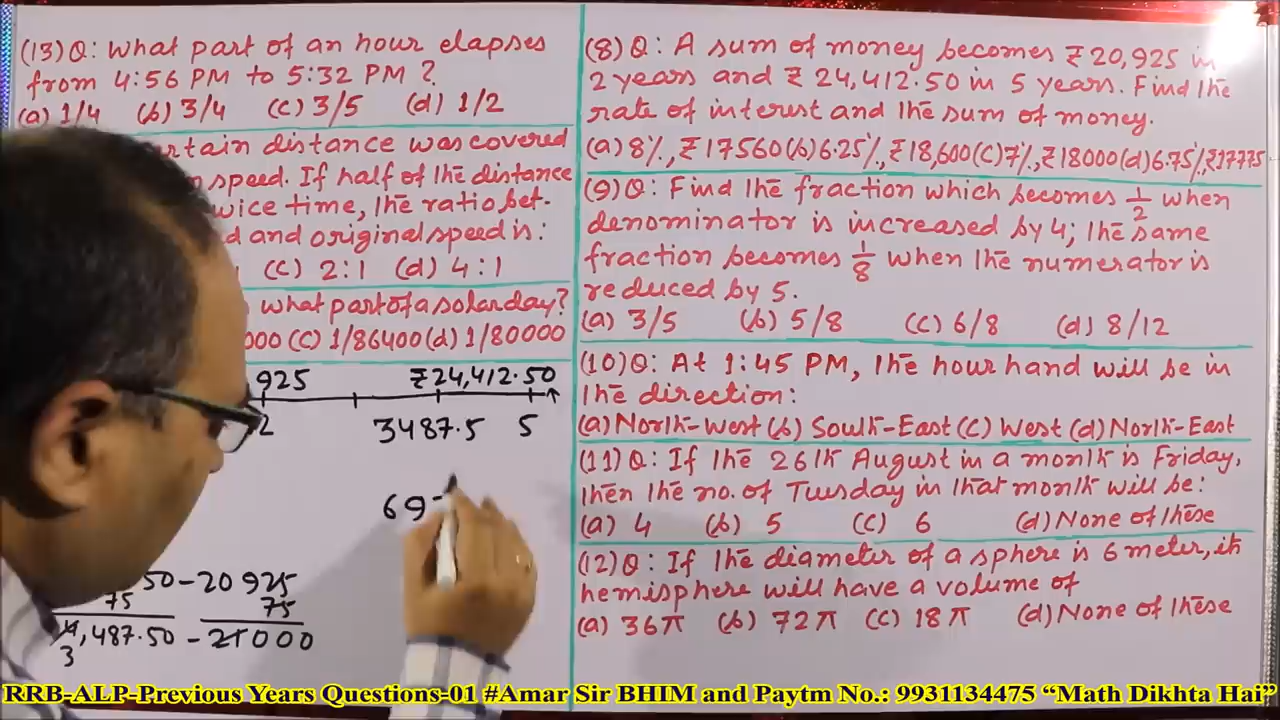 (13) Q: What part of an hour elapses
from 4:56 PM to 5:32 PM ?
(a) 1/4 (b) 3/4 (c) 3/5 (d) 1/2
distance was covered
speed. If half of the distance
time, the ratio bet-
and original speed is:
(c) 2:1 (d) 4:1
what part of a solar day?
000 (c) 1/86400 (d) 1/80000
925 ₹24,412.50
2 3487.5 5
69
50 - 20925
75 75
,487.50 - 21000
3
(8) Q: A sum of money becomes ₹20,925 in
2 years and ₹24,412.50 in 5 years. Find the
rate of interest and the sum of money.
(a) 8%, ₹17560 (b) 6.25%, ₹18,600 (c) 7%, ₹18000 (d) 6.75%, ₹17775
(9) Q: Find the fraction which becomes 1/2 when
denominator is increased by 4; the same
fraction becomes 1/8 when the numerator is
reduced by 5.
(a) 3/5 (b) 5/8 (c) 6/8 (d) 8/12
(10) Q: At 1:45 PM, the hour hand will be in
the direction:
(a) North-West (b) South-East (c) West (d) North-East
(11) Q: If the 26th August in a month is Friday,
then the no. of Tuesday in that month will be:
(a) 4 (b) 5 (c) 6 (d) None of these
(12) Q: If the diameter of a sphere is 6 meter, its
hemisphere will have a volume of
(a) 36π (b) 72π (c) 18π (d) None of these
RRB-ALP-Previous Years Questions-01 #Amar Sir BHIM and Paytm No.: 9931134475 “Math Dikhta Hai”